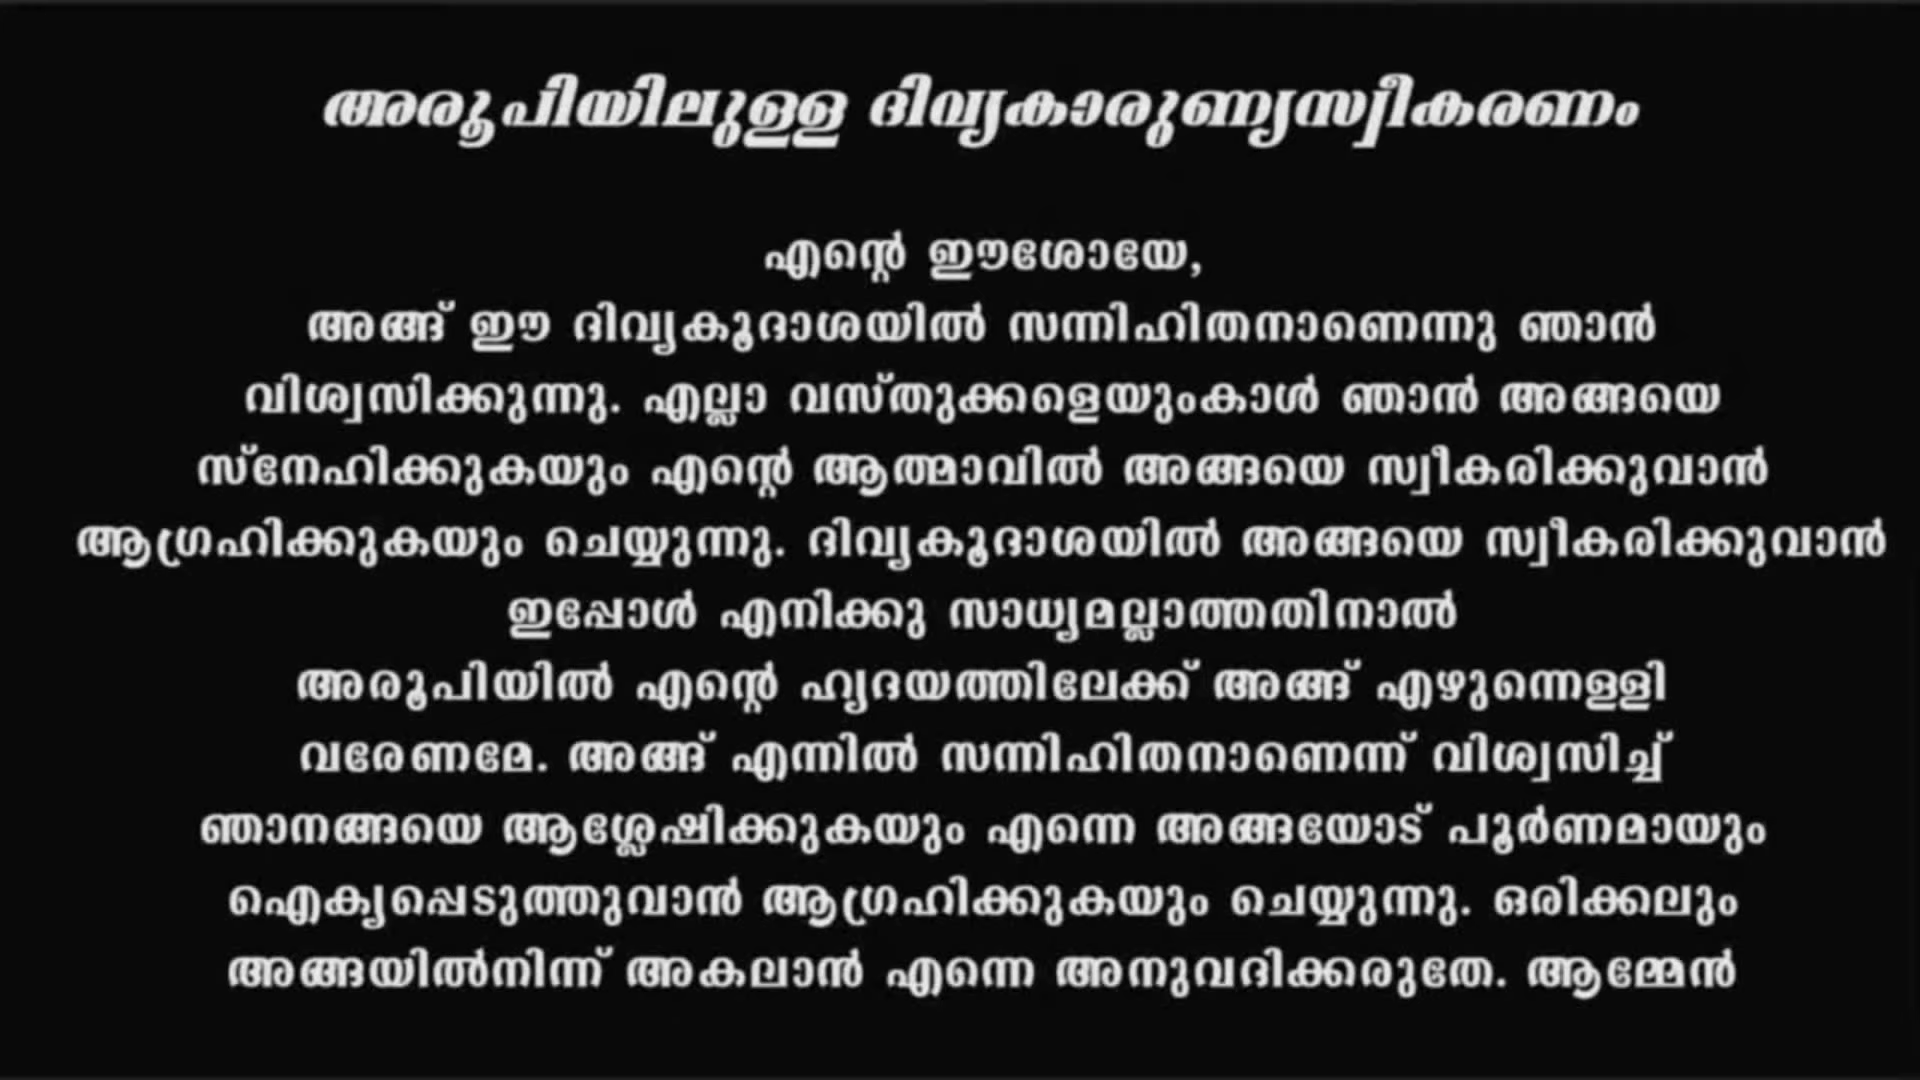 അരൂപിയിലുള്ള ദിവ്യകാരുണ്യസ്വീകരണം
എന്റെ ഈശോയേ,
അങ്ങ് ഈ ദിവ്യകൂദാശയിൽ സന്നിഹിതനാണെന്നു ഞാൻ
വിശ്വസിക്കുന്നു. എല്ലാ വസ്തുക്കളെയുംകാൾ ഞാൻ അങ്ങയെ
സ്നേഹിക്കുകയും എന്റെ ആത്മാവിൽ അങ്ങയെ സ്വീകരിക്കുവാൻ
ആഗ്രഹിക്കുകയും ചെയ്യുന്നു. ദിവ്യകൂദാശയിൽ അങ്ങയെ സ്വീകരിക്കുവാൻ
ഇപ്പോൾ എനിക്കു സാധ്യമല്ലാത്തതിനാൽ
അരൂപിയിൽ എന്റെ ഹൃദയത്തിലേക്ക് അങ്ങ് എഴുന്നെള്ളി
വരേണമേ. അങ്ങ് എന്നിൽ സന്നിഹിതനാണെന്ന് വിശ്വസിച്ച്
ഞാനങ്ങയെ ആശ്ലേഷിക്കുകയും എന്നെ അങ്ങയോട് പൂർണമായും
ഐക്യപ്പെടുത്തുവാൻ ആഗ്രഹിക്കുകയും ചെയ്യുന്നു. ഒരിക്കലും
അങ്ങയിൽനിന്ന് അകലാൻ എന്നെ അനുവദിക്കരുതേ. ആമ്മേൻ